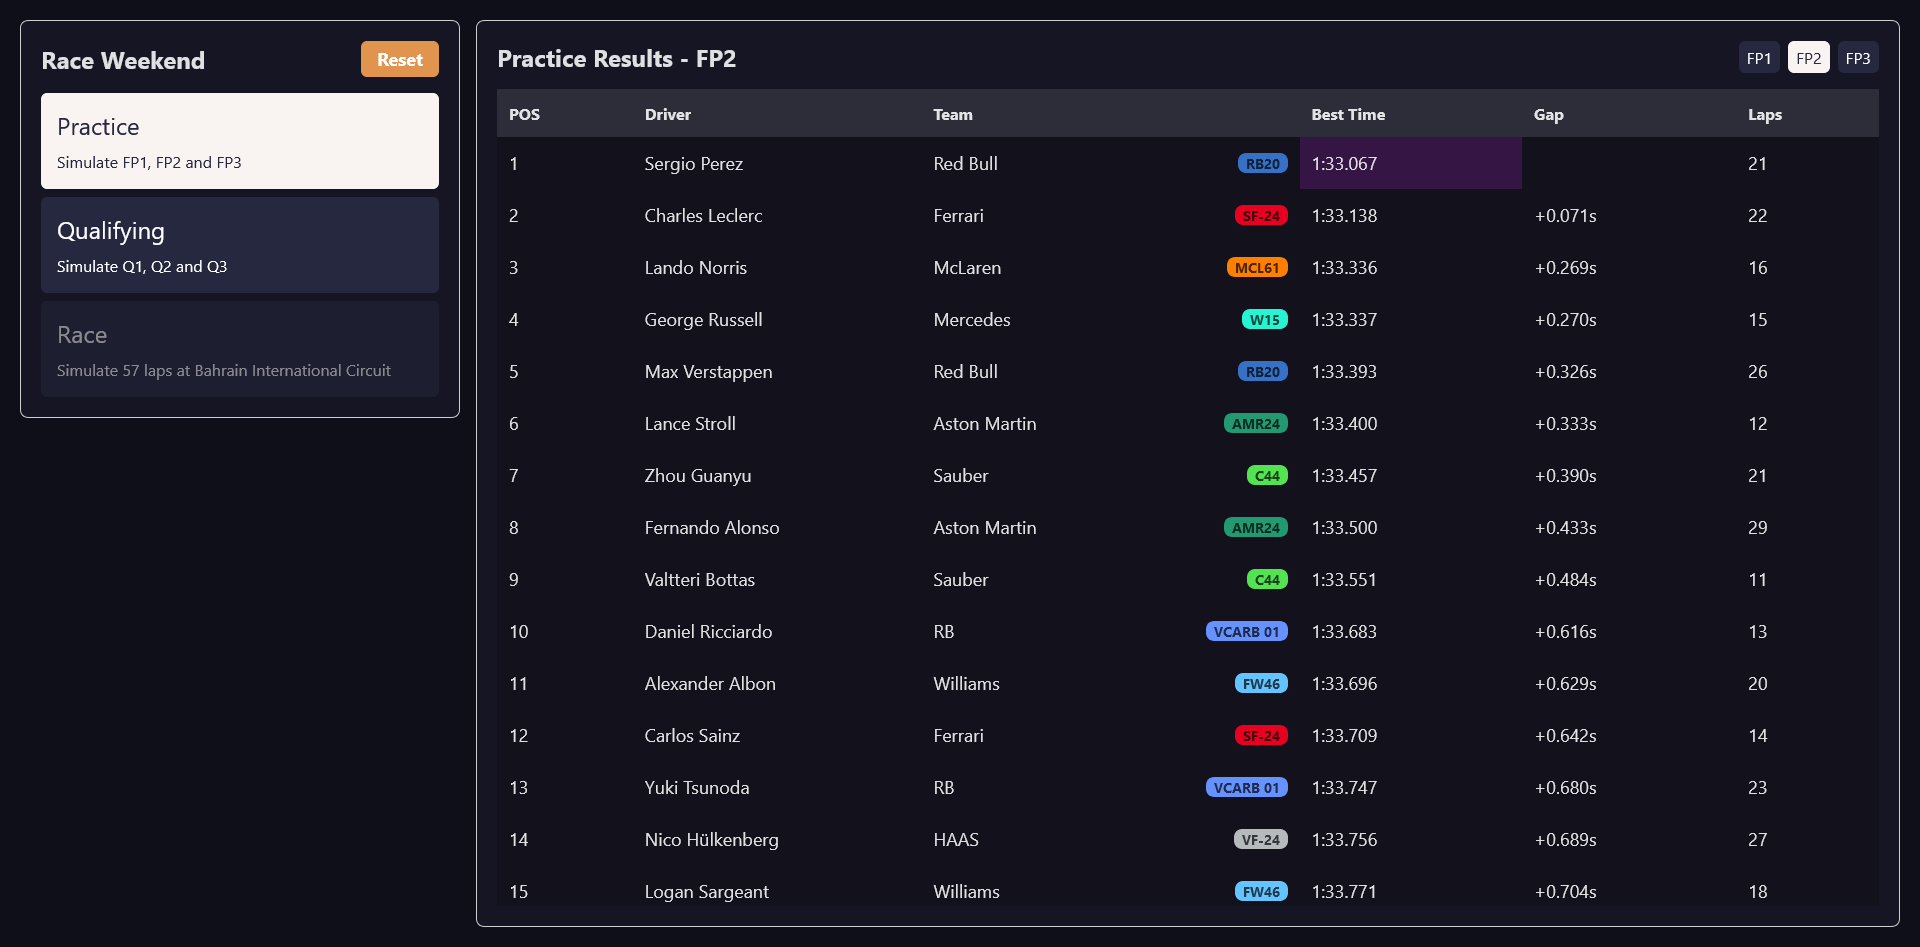 Race Weekend
Reset
Practice
Simulate FP1, FP2 and FP3
Qualifying
Simulate Q1, Q2 and Q3
Race
Simulate 57 laps at Bahrain International Circuit
Practice Results - FP2
FP1 FP2 FP3
POS Driver Team Best Time Gap Laps
1 Sergio Perez Red Bull RB20 1:33.067 21
2 Charles Leclerc Ferrari SF-24 1:33.138 +0.071s 22
3 Lando Norris McLaren MCL61 1:33.336 +0.269s 16
4 George Russell Mercedes W15 1:33.337 +0.270s 15
5 Max Verstappen Red Bull RB20 1:33.393 +0.326s 26
6 Lance Stroll Aston Martin AMR24 1:33.400 +0.333s 12
7 Zhou Guanyu Sauber C44 1:33.457 +0.390s 21
8 Fernando Alonso Aston Martin AMR24 1:33.500 +0.433s 29
9 Valtteri Bottas Sauber C44 1:33.551 +0.484s 11
10 Daniel Ricciardo RB VCARB 01 1:33.683 +0.616s 13
11 Alexander Albon Williams FW46 1:33.696 +0.629s 20
12 Carlos Sainz Ferrari SF-24 1:33.709 +0.642s 14
13 Yuki Tsunoda RB VCARB 01 1:33.747 +0.680s 23
14 Nico Hülkenberg HAAS VF-24 1:33.756 +0.689s 27
15 Logan Sargeant Williams FW46 1:33.771 +0.704s 18